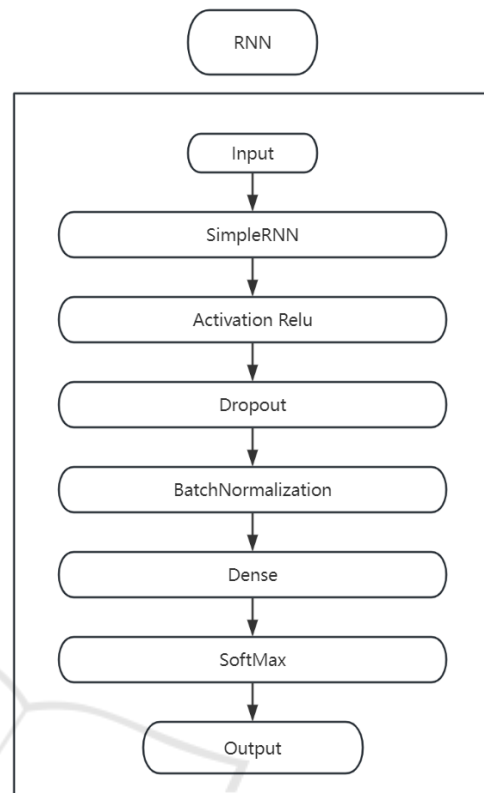 RNN
Input
SimpleRNN
Activation Relu
Dropout
BatchNormalization
Dense
SoftMax
Output